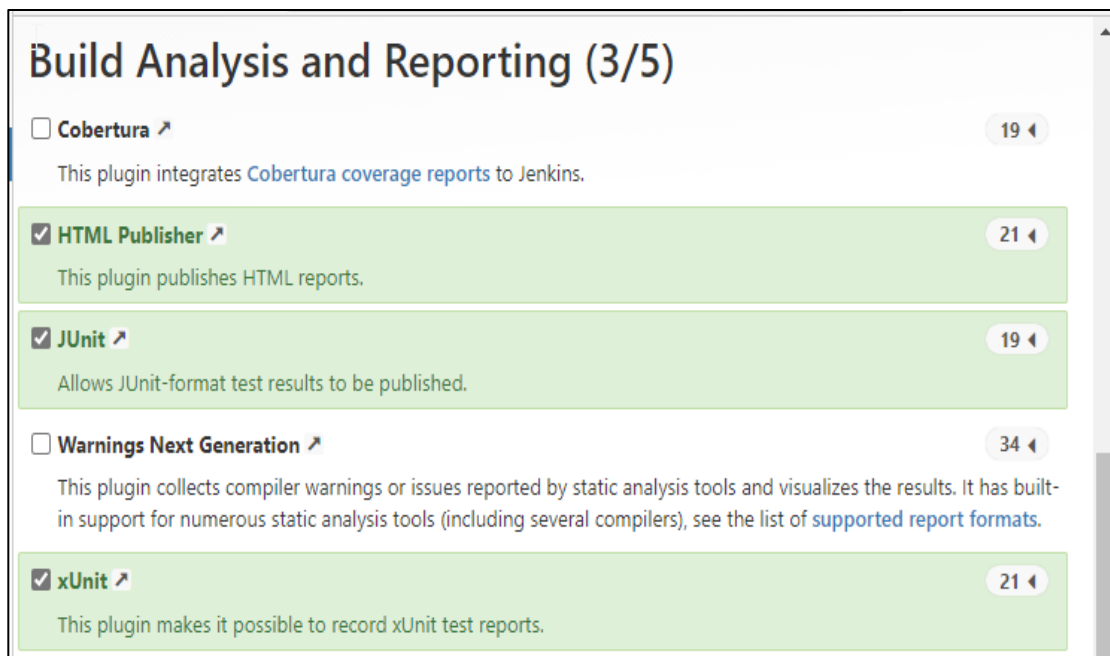 Build Analysis and Reporting (3/5)
Cobertura
19
This plugin integrates Cobertura coverage reports to Jenkins.
HTML Publisher
21
This plugin publishes HTML reports.
JUnit
19
Allows JUnit-format test results to be published.
Warnings Next Generation
34
This plugin collects compiler warnings or issues reported by static analysis tools and visualizes the results. It has built-
in support for numerous static analysis tools (including several compilers), see the list of supported report formats.
xUnit
21
This plugin makes it possible to record xUnit test reports.